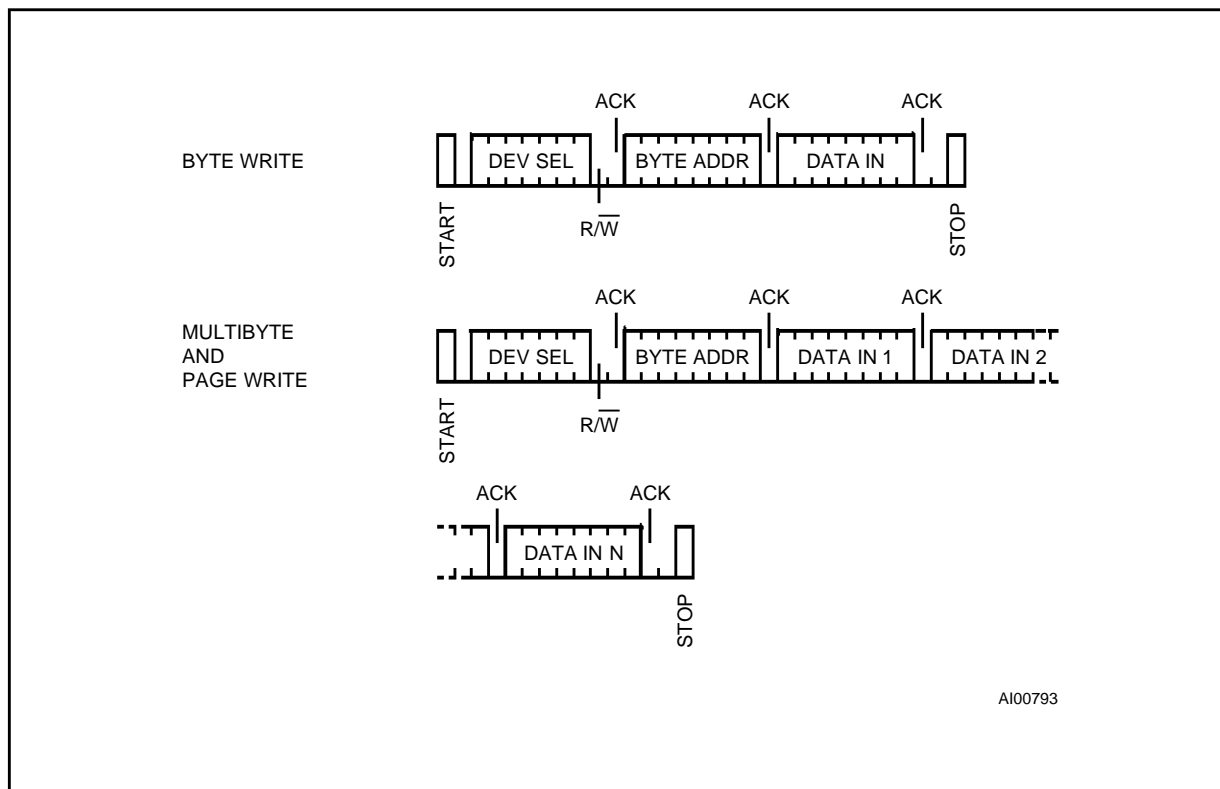 ACK ACK ACK
BYTE WRITE DEV SEL BYTE ADDR DATA IN
R/W̅
START STOP
ACK ACK ACK
MULTIBYTE
AND
PAGE WRITE
DEV SEL BYTE ADDR DATA IN 1 DATA IN 2
R/W̅
START
ACK ACK
DATA IN N
STOP
AI00793